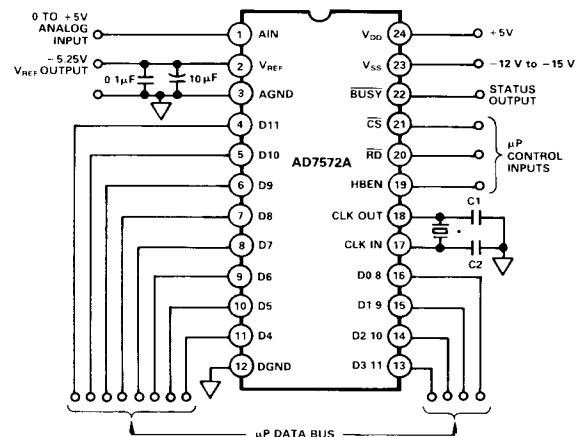 0 TO +5V
ANALOG
INPUT
1 AIN
VDD 24
+5V
-5.25V
VREF OUTPUT
0 1μF
10μF
2 VREF
VSS 23
-12 V to -15 V
3 AGND
BUSY 22
STATUS
OUTPUT
4 D11
CS 21
5 D10
RD 20
μP
CONTROL
INPUTS
AD7572A
6 D9
HBEN 19
7 D8
CLK OUT 18
C1
8 D7
CLK IN 17
C2
9 D6
D0 8 16
10 D5
D1 9 15
11 D4
D2 10 14
12 DGND
D3 11 13
μP DATA BUS